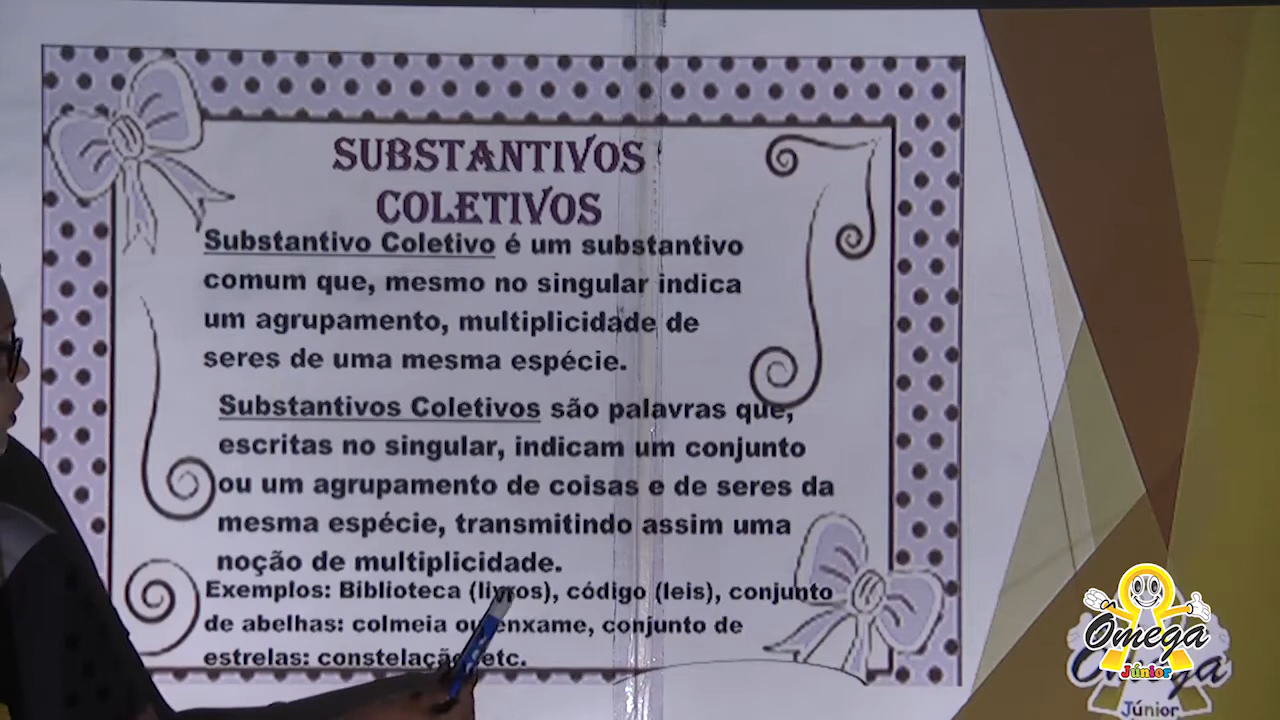 SUBSTANTIVOS
COLETIVOS
Substantivo Coletivo é um substantivo
comum que, mesmo no singular indica
um agrupamento, multiplicidade de
seres de uma mesma espécie.
Substantivos Coletivos são palavras que,
escritas no singular, indicam um conjunto
ou um agrupamento de coisas e de seres da
mesma espécie, transmitindo assim uma
noção de multiplicidade.
Exemplos: Biblioteca (livros), código (leis), conjunto
de abelhas: colmeia ou enxame, conjunto de
estrelas: constelação, etc.
Ômega
Júnior
Ômega
Júnior